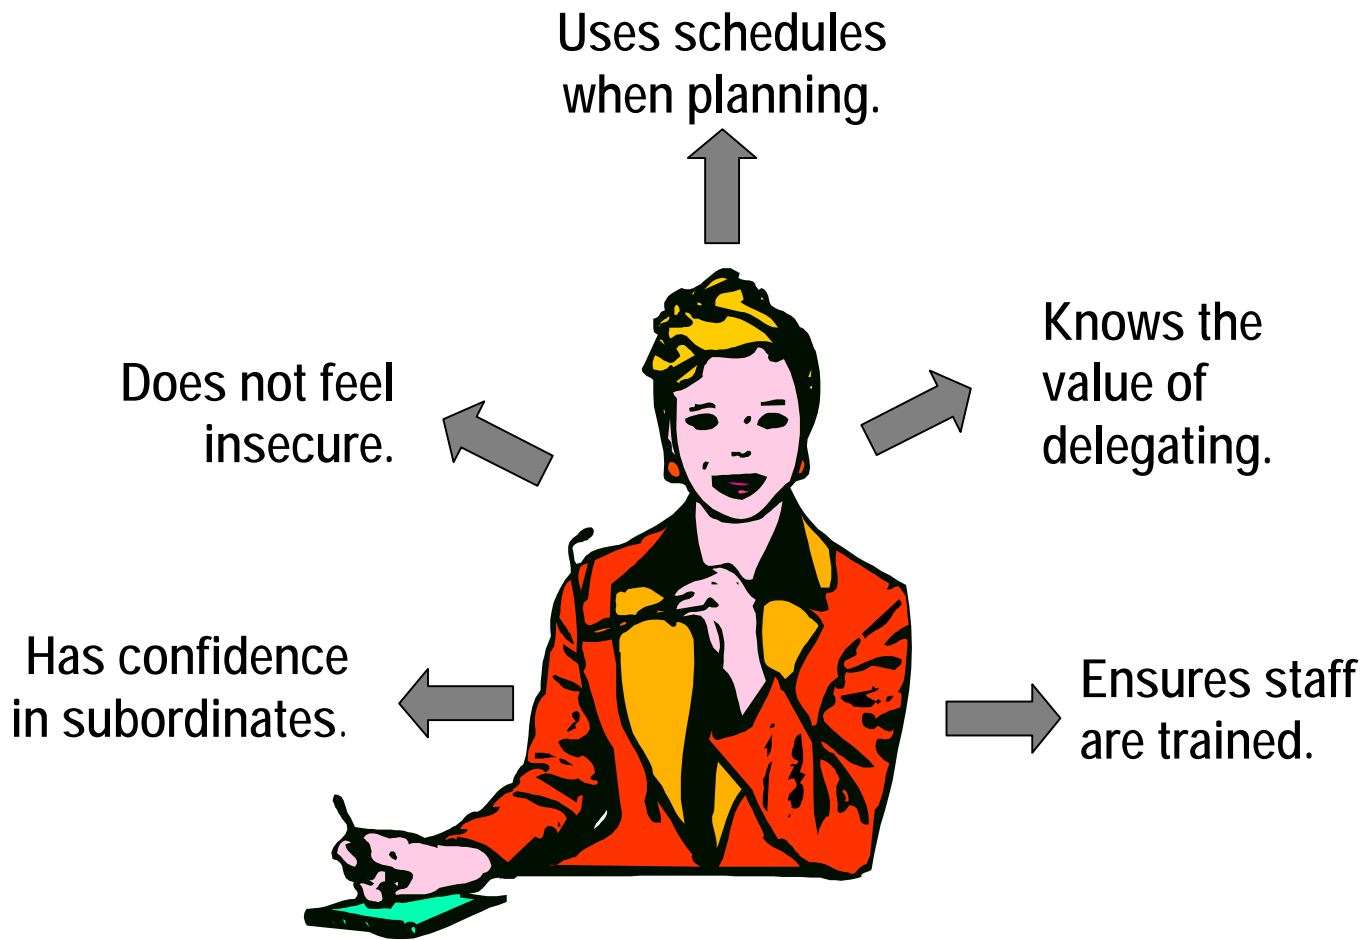 Uses schedules
when planning.
Knows the
value of
delegating.
Does not feel
insecure.
Has confidence
in subordinates.
Ensures staff
are trained.